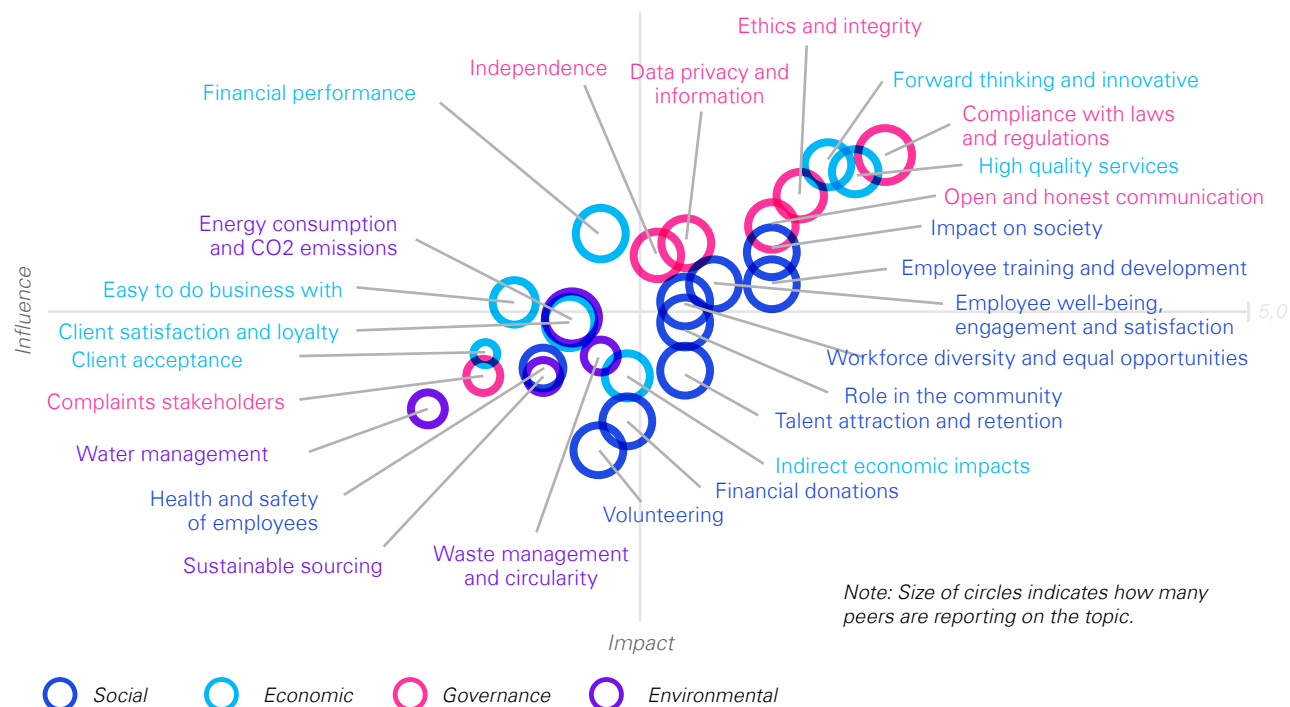 Ethics and integrity
Independence
Data privacy and
information
Financial performance
Forward thinking and innovative
Compliance with laws
and regulations
High quality services
Open and honest communication
Energy consumption
and CO2 emissions
Impact on society
Employee training and development
Easy to do business with
Employee well-being,
engagement and satisfaction
5,0
Influence
Client satisfaction and loyalty
Client acceptance
Workforce diversity and equal opportunities
Complaints stakeholders
Role in the community
Talent attraction and retention
Water management
Indirect economic impacts
Financial donations
Health and safety
of employees
Volunteering
Sustainable sourcing
Waste management
and circularity
Note: Size of circles indicates how many
peers are reporting on the topic.
Impact
Social
Economic
Governance
Environmental